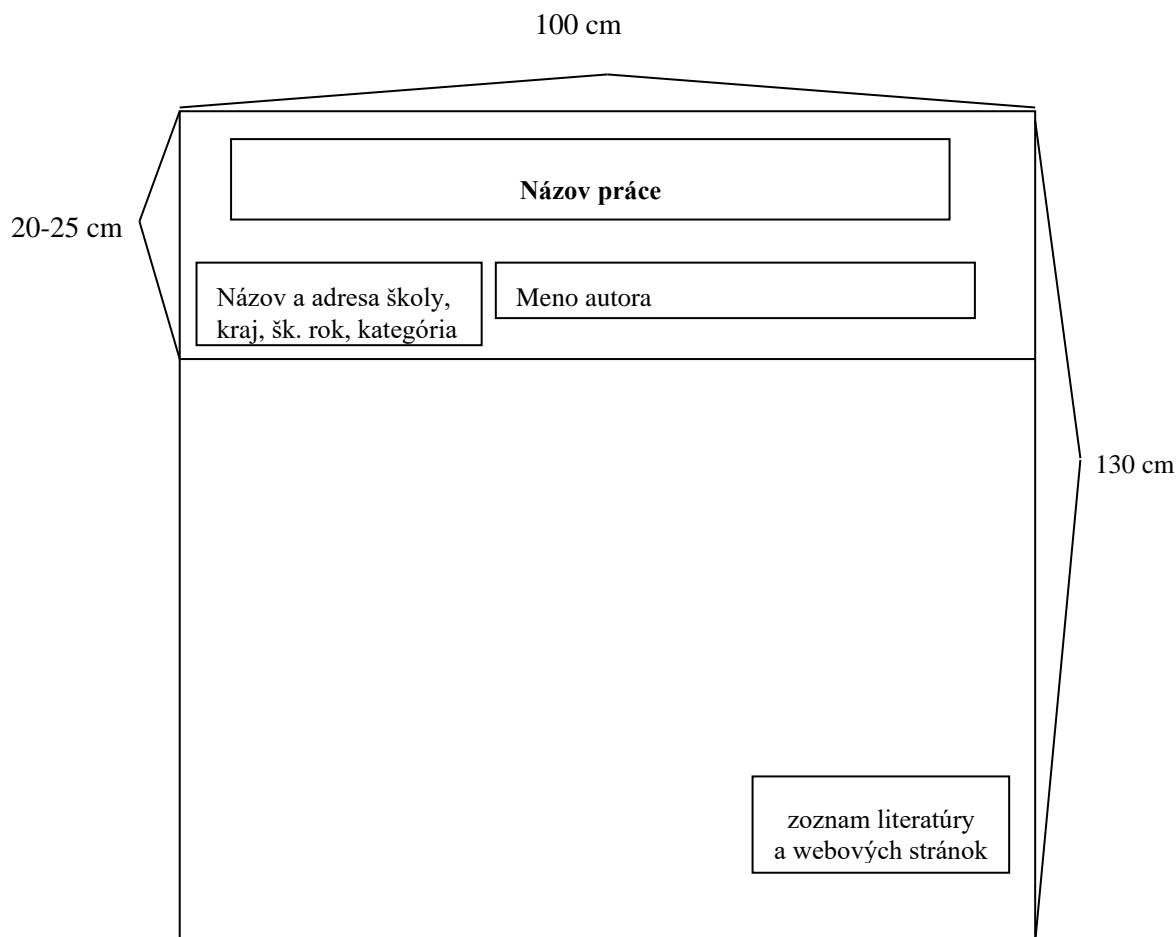 100 cm
Názov práce
20-25 cm
Názov a adresa školy,
kraj, šk. rok, kategória
Meno autora
130 cm
zoznam literatúry
a webových stránok